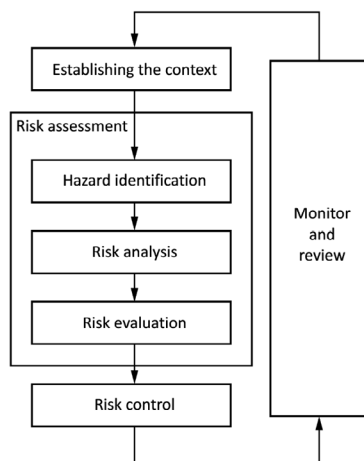 Establishing the context
Risk assessment
Hazard identification
Risk analysis
Risk evaluation
Risk control
Monitor
and
review